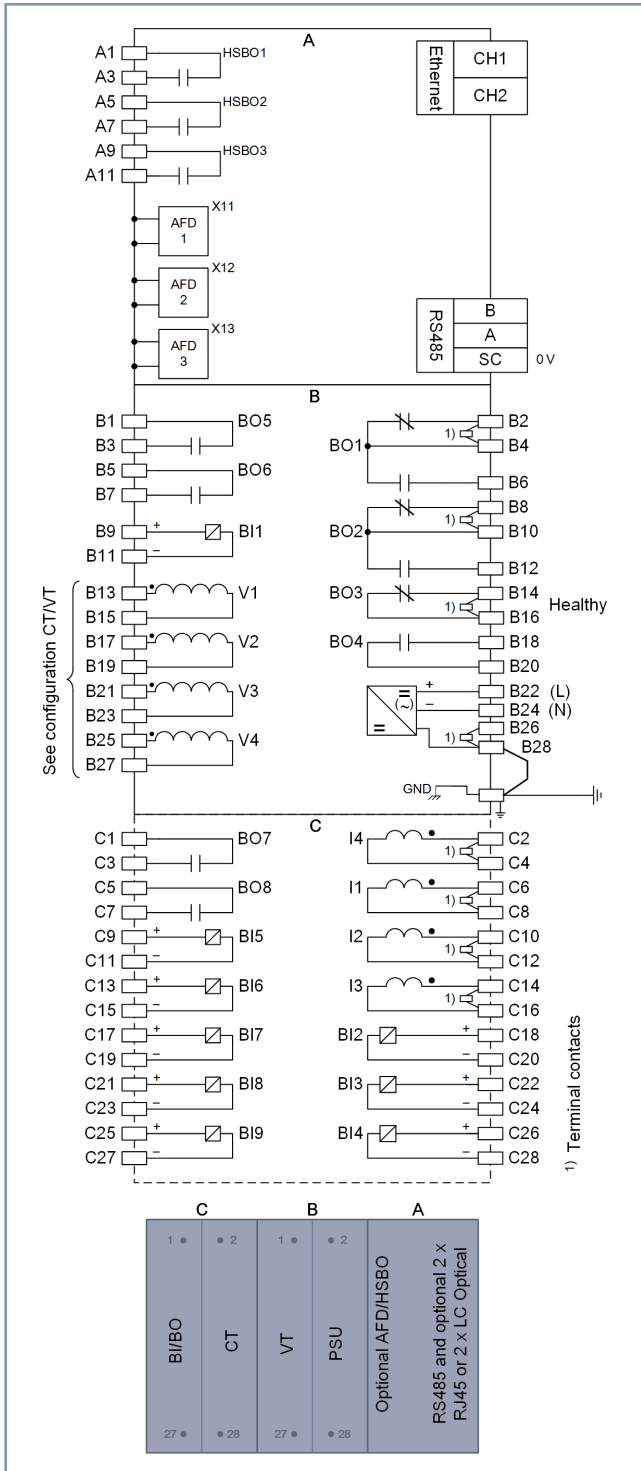 A
A1 HSBO1
A3
A5 HSBO2
A7
A9 HSBO3
A11
Ethernet
CH1
CH2
X11
AFD
1
X12
AFD
2
X13
AFD
3
RS485
B
A
SC 0 V
B
B1 BO5
B3
B5 BO6
B7
B9 + BI1
B11 –
See configuration CT/VT
B13 V1
B15
B17 V2
B19
B21 V3
B23
B25 V4
B27
BO1 B2
1) B4
B6
BO2 B8
1) B10
B12
BO3 B14
1) B16
Healthy
BO4 B18
B20
= (~) =
+ B22 (L)
– B24 (N)
B26
1) B28
GND
C
C1 BO7
C3
C5 BO8
C7
C9 + BI5
C11 –
C13 + BI6
C15 –
C17 + BI7
C19 –
C21 + BI8
C23 –
C25 + BI9
C27 –
I4 C2
1) C4
I1 C6
1) C8
I2 C10
1) C12
I3 C14
1) C16
BI2 + C18
– C20
BI3 + C22
– C24
BI4 + C26
– C28
1) Terminal contacts
C B A
1 2 1 2
BI/BO
CT
VT
PSU
Optional AFD/HSBO
RS485 and optional 2 x
RJ45 or 2 x LC Optical
27 28 27 28